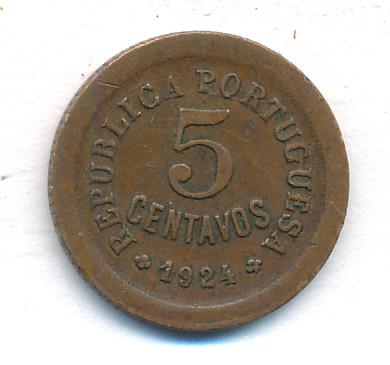 REPUBLICA PORTUGUESA
5
CENTAVOS
1924